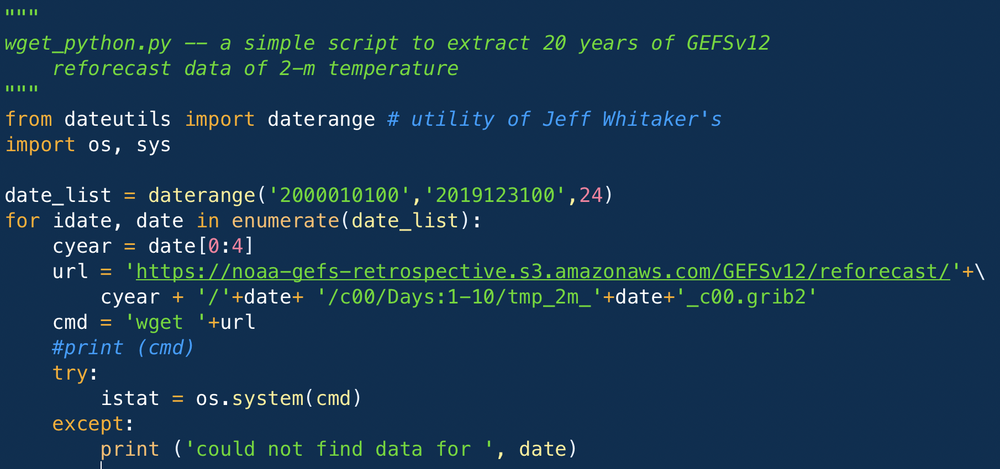 """
wget_python.py -- a simple script to extract 20 years of GEFSv12
    reforecast data of 2-m temperature
"""
from dateutils import daterange # utility of Jeff Whitaker's
import os, sys

date_list = daterange('2000010100','2019123100',24)
for idate, date in enumerate(date_list):
    cyear = date[0:4]
    url = 'https://noaa-gefs-retrospective.s3.amazonaws.com/GEFSv12/reforecast/'+\
        cyear + '/'+date+ '/c00/Days:1-10/tmp_2m_'+date+'_c00.grib2'
    cmd = 'wget '+url
    #print (cmd)
    try:
        istat = os.system(cmd)
    except:
        print ('could not find data for ', date)